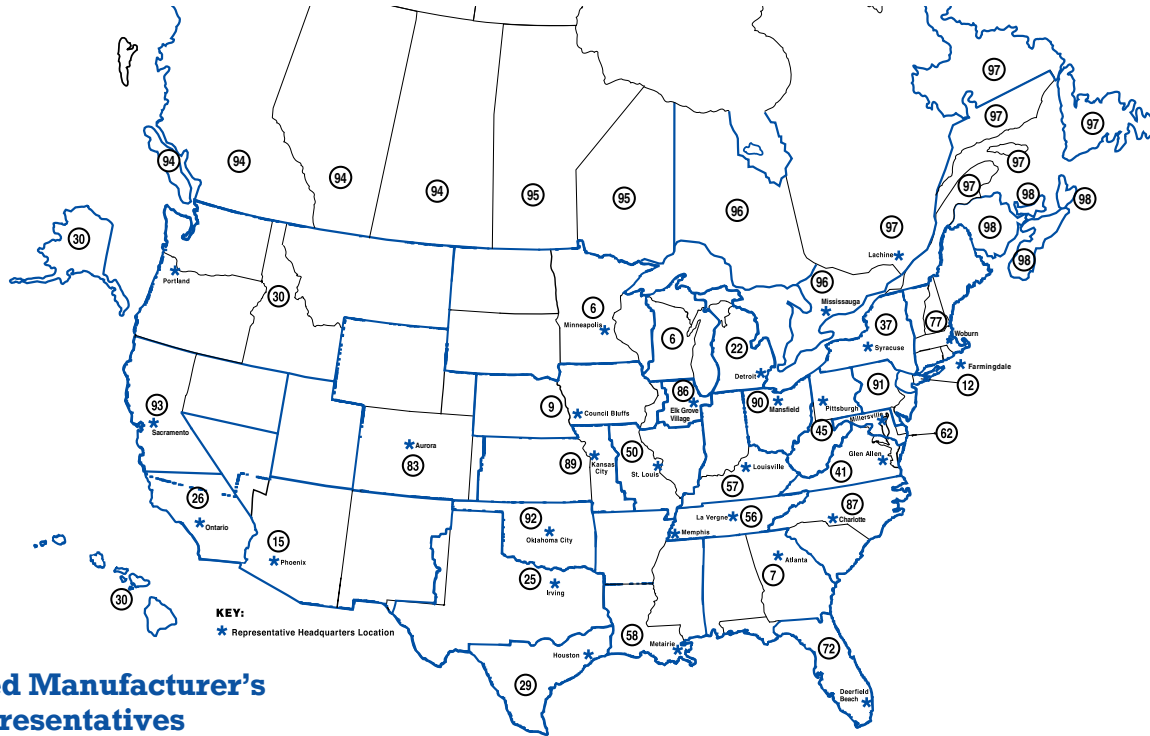 97
97
97
94
94
97
94
94
95
95
97
98
98
96
97
98
30
Lachine
98
Portland
96
30
6
Mississauga
Minneapolis
6
37
77
Woburn
22
Syracuse
Detroit
Farmingdale
91
12
93
9
86
90
Council Bluffs
Elk Grove
Village
Mansfield
Pittsburgh
Sacramento
Millersville
45
62
Aurora
50
Glen Allen
83
89
Kansas
City
St. Louis
Louisville
41
57
26
87
92
La Vergne
56
Charlotte
Ontario
Memphis
Oklahoma City
15
Phoenix
Atlanta
7
25
Irving
30
KEY:
Representative Headquarters Location
58
Metairie
72
Houston
29
Deerfield
Beach
ed Manufacturer's
presentatives